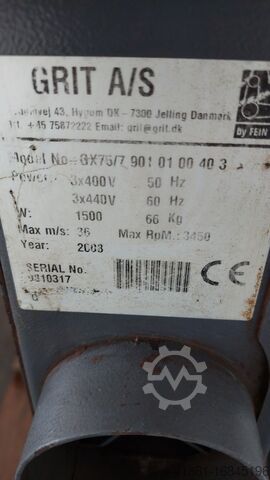 GRIT A/S
43, DK - 7300 Jelling Danmark
+45 75872222 Email: grit@grit.dk
by FEIN
Model No GX75/7 901 01 00 40 3
Power: 3x400V 50 Hz
3x440V 60 Hz
W: 1500 66 Kg
Max m/s: 36 Max RpM.: 3450
Year: 2003
SERIAL No.
9310317
CE